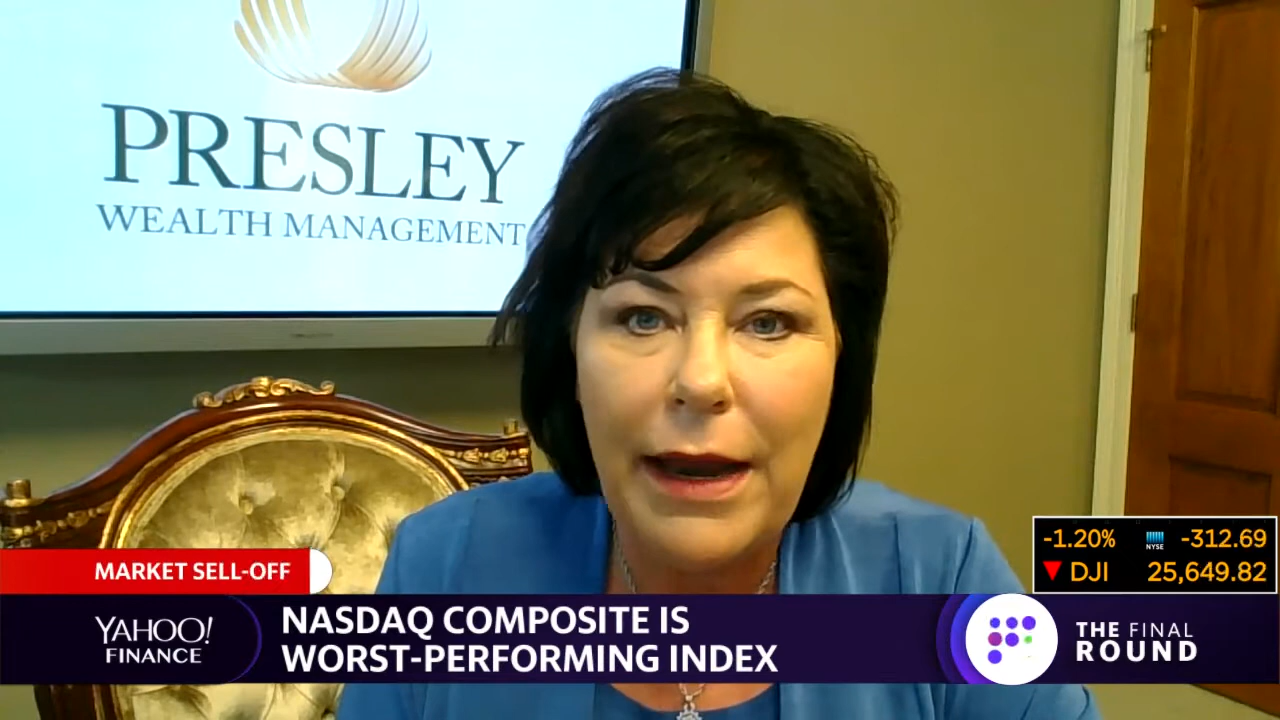 PRESLEY
WEALTH MANAGEMENT
MARKET SELL-OFF
YAHOO!
FINANCE
NASDAQ COMPOSITE IS
WORST-PERFORMING INDEX
-1.20% NYSE -312.69
DJI 25,649.82
THE FINAL
ROUND